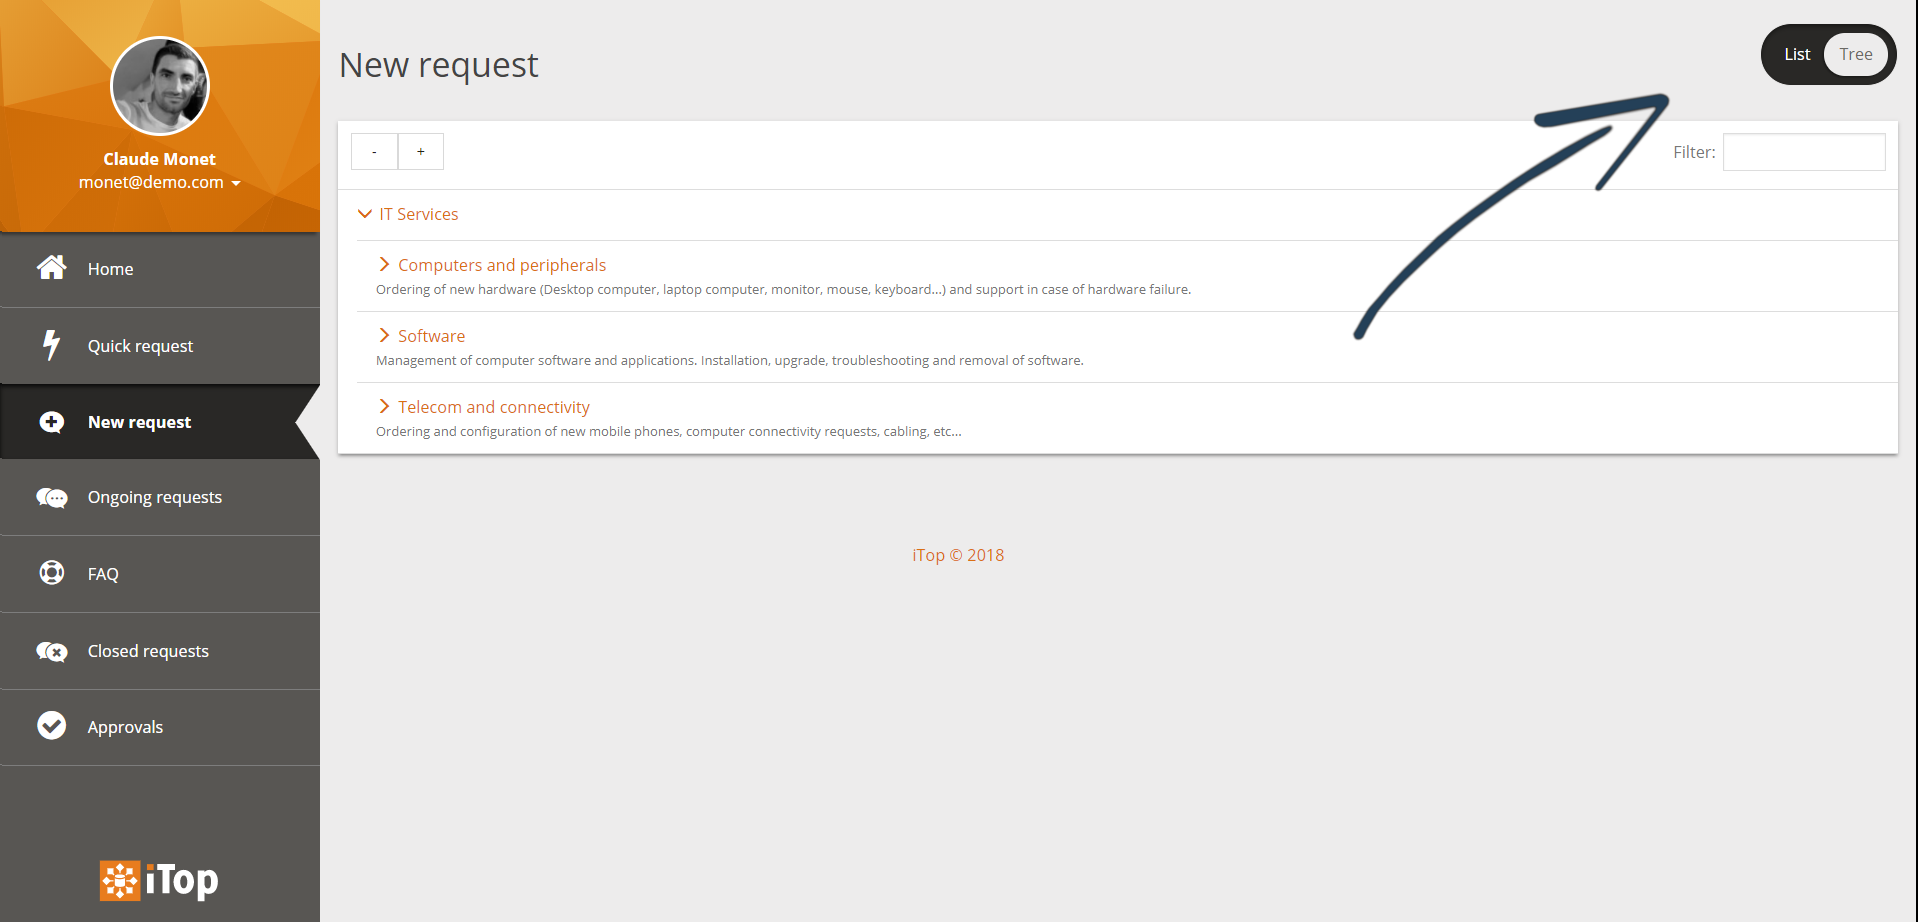 Claude Monet
monet@demo.com
Home
Quick request
New request
Ongoing requests
FAQ
Closed requests
Approvals
iTop
New request
List Tree
- +
Filter:
IT Services
Computers and peripherals
Ordering of new hardware (Desktop computer, laptop computer, monitor, mouse, keyboard...) and support in case of hardware failure.
Software
Management of computer software and applications. Installation, upgrade, troubleshooting and removal of software.
Telecom and connectivity
Ordering and configuration of new mobile phones, computer connectivity requests, cabling, etc...
iTop © 2018